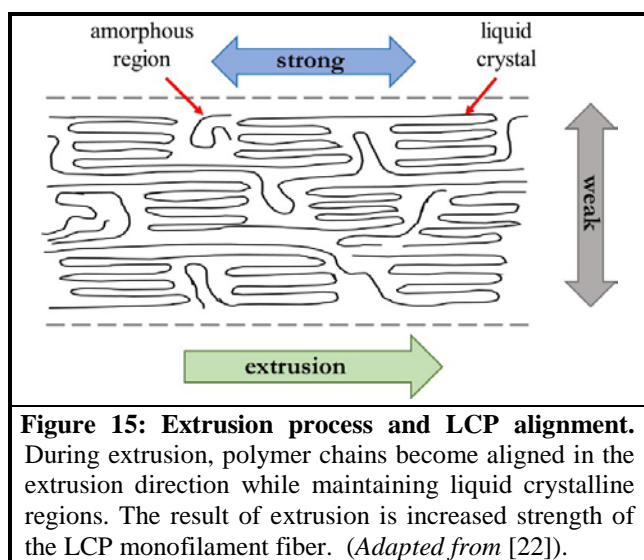 amorphous
region
liquid
crystal
strong
weak
extrusion
Figure 15: Extrusion process and LCP alignment.
During extrusion, polymer chains become aligned in the
extrusion direction while maintaining liquid crystalline
regions. The result of extrusion is increased strength of
the LCP monofilament fiber. (Adapted from [22]).